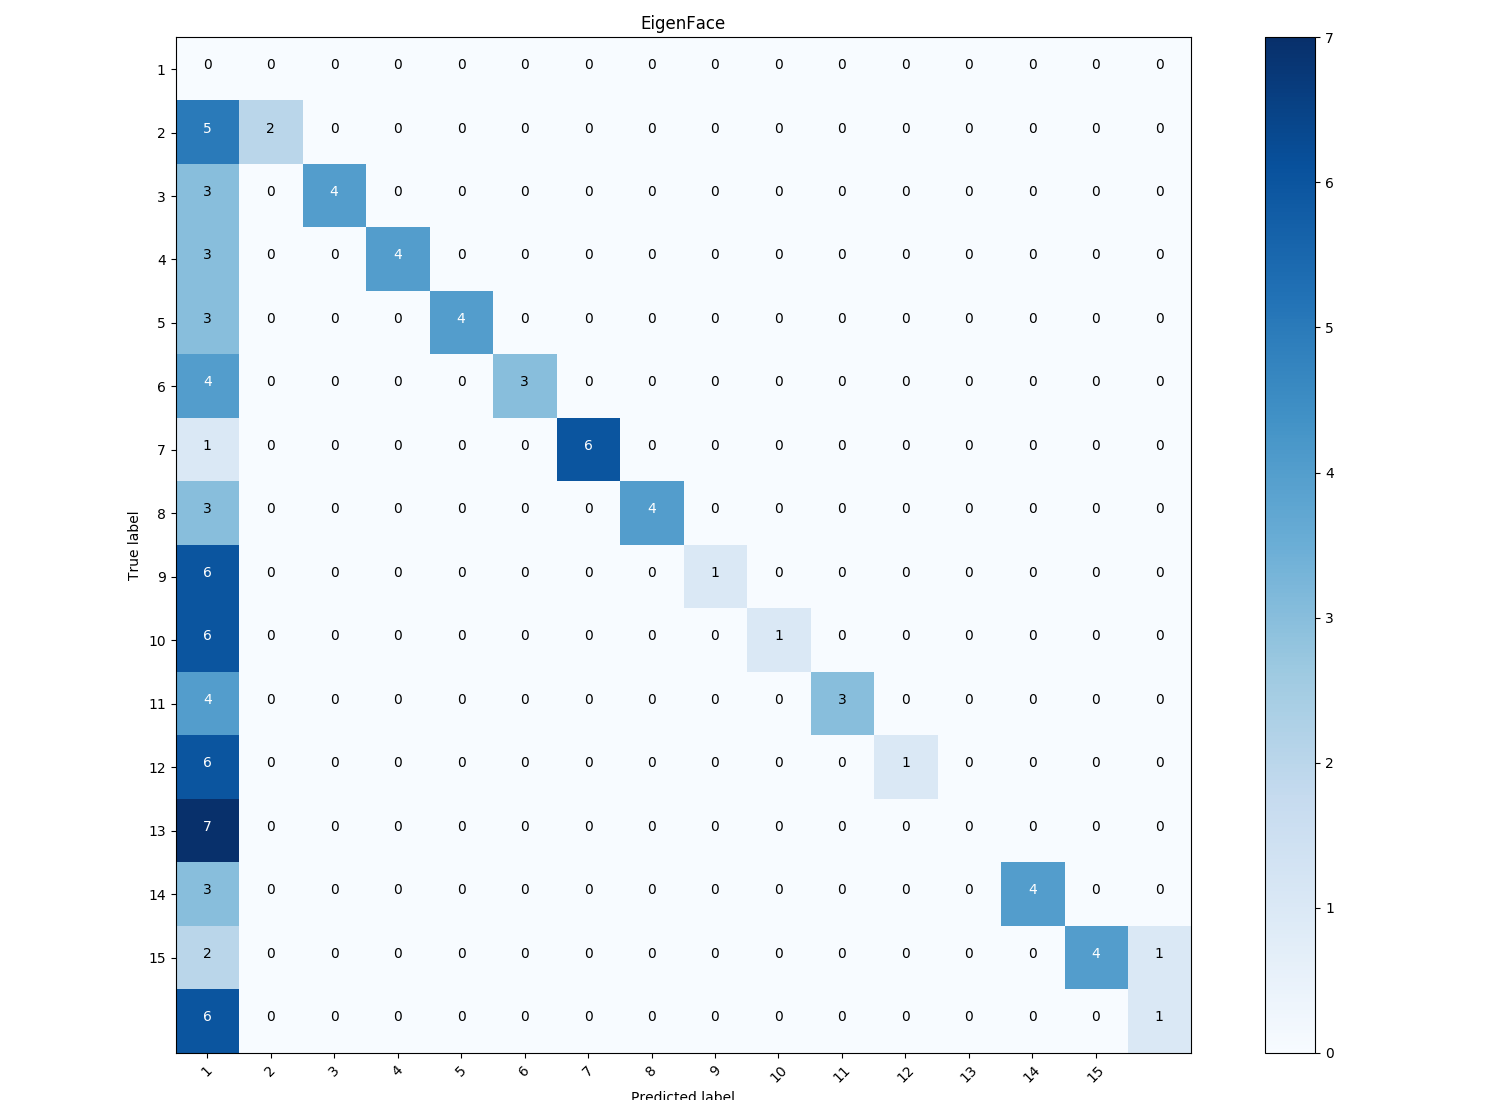 EigenFace
1 0 0 0 0 0 0 0 0 0 0 0 0 0 0 0 0
2 5 2 0 0 0 0 0 0 0 0 0 0 0 0 0 0
3 3 0 4 0 0 0 0 0 0 0 0 0 0 0 0 0
4 3 0 0 4 0 0 0 0 0 0 0 0 0 0 0 0
5 3 0 0 0 4 0 0 0 0 0 0 0 0 0 0 0
6 4 0 0 0 0 3 0 0 0 0 0 0 0 0 0 0
7 1 0 0 0 0 0 6 0 0 0 0 0 0 0 0 0
8 3 0 0 0 0 0 0 4 0 0 0 0 0 0 0 0
9 6 0 0 0 0 0 0 0 1 0 0 0 0 0 0 0
10 6 0 0 0 0 0 0 0 0 1 0 0 0 0 0 0
11 4 0 0 0 0 0 0 0 0 0 3 0 0 0 0 0
12 6 0 0 0 0 0 0 0 0 0 0 1 0 0 0 0
13 7 0 0 0 0 0 0 0 0 0 0 0 0 0 0 0
14 3 0 0 0 0 0 0 0 0 0 0 0 0 4 0 0
15 2 0 0 0 0 0 0 0 0 0 0 0 0 0 4 1
6 0 0 0 0 0 0 0 0 0 0 0 0 0 0 1
1 2 3 4 5 6 7 8 9 10 11 12 13 14 15
True label
Predicted label
7
6
5
4
3
2
1
0